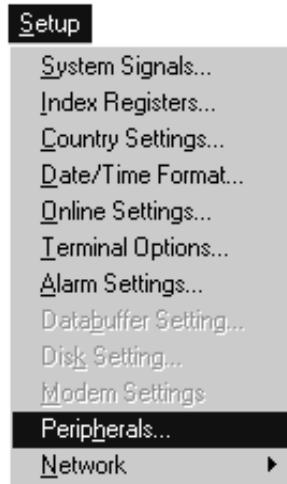 Setup
System Signals...
Index Registers...
Country Settings...
Date/Time Format...
Online Settings...
Terminal Options...
Alarm Settings...
Databuffer Setting...
Disk Setting...
Modem Settings
Peripherals...
Network